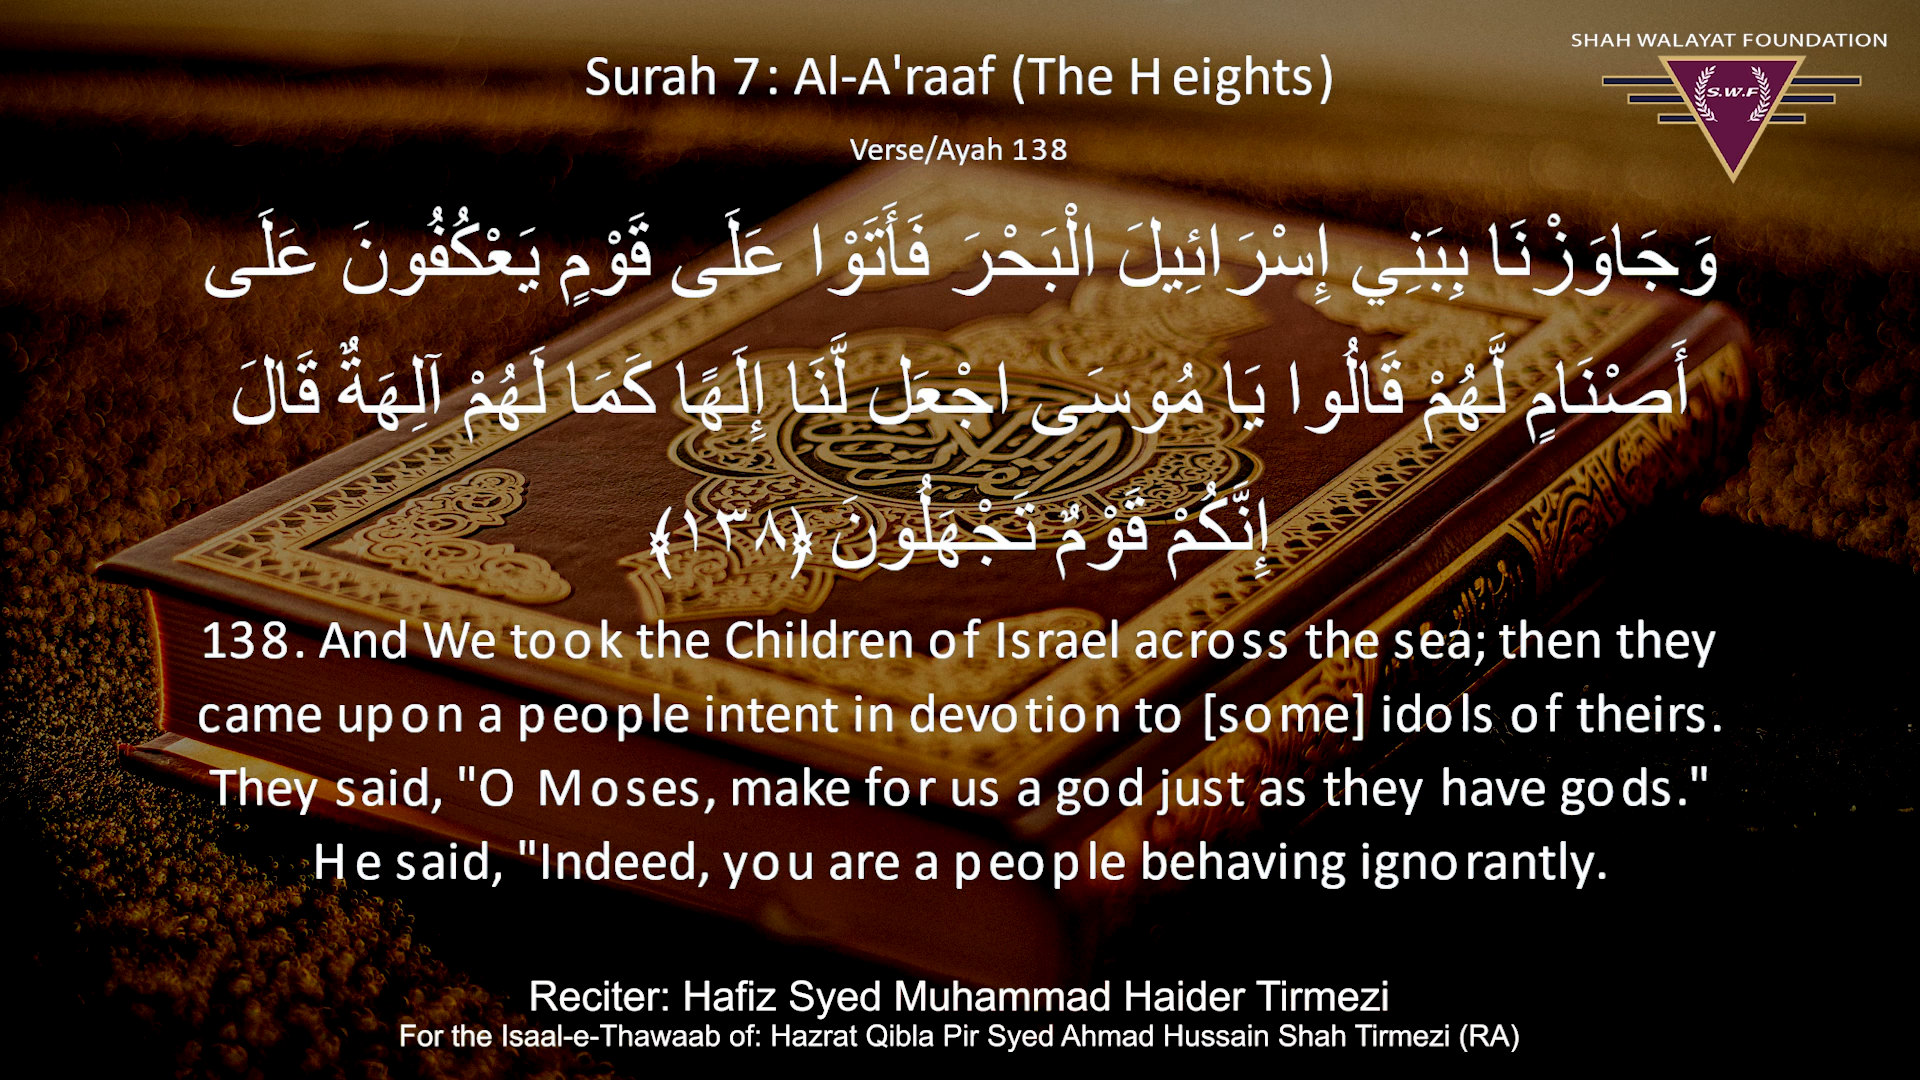 SHAH WALAYAT FOUNDATION
S.W.F
Surah 7: Al-A'raaf (The Heights)
Verse/Ayah 138
وَجَاوَزْنَا بِبَنِي إِسْرَائِيلَ الْبَحْرَ فَأَتَوْا عَلَى قَوْمٍ يَعْكُفُونَ عَلَى
أَصْنَامٍ لَّهُمْ قَالُوا يَا مُوسَى اجْعَل لَّنَا إِلَهًا كَمَا لَهُمْ آلِهَةٌ قَالَ
إِنَّكُمْ قَوْمٌ تَجْهَلُونَ ﴿١٣٨﴾
138. And We took the Children of Israel across the sea; then they
came upon a people intent in devotion to [some] idols of theirs.
They said, "O Moses, make for us a god just as they have gods."
He said, "Indeed, you are a people behaving ignorantly.
Reciter: Hafiz Syed Muhammad Haider Tirmezi
For the Isaal-e-Thawaab of: Hazrat Qibla Pir Syed Ahmad Hussain Shah Tirmezi (RA)